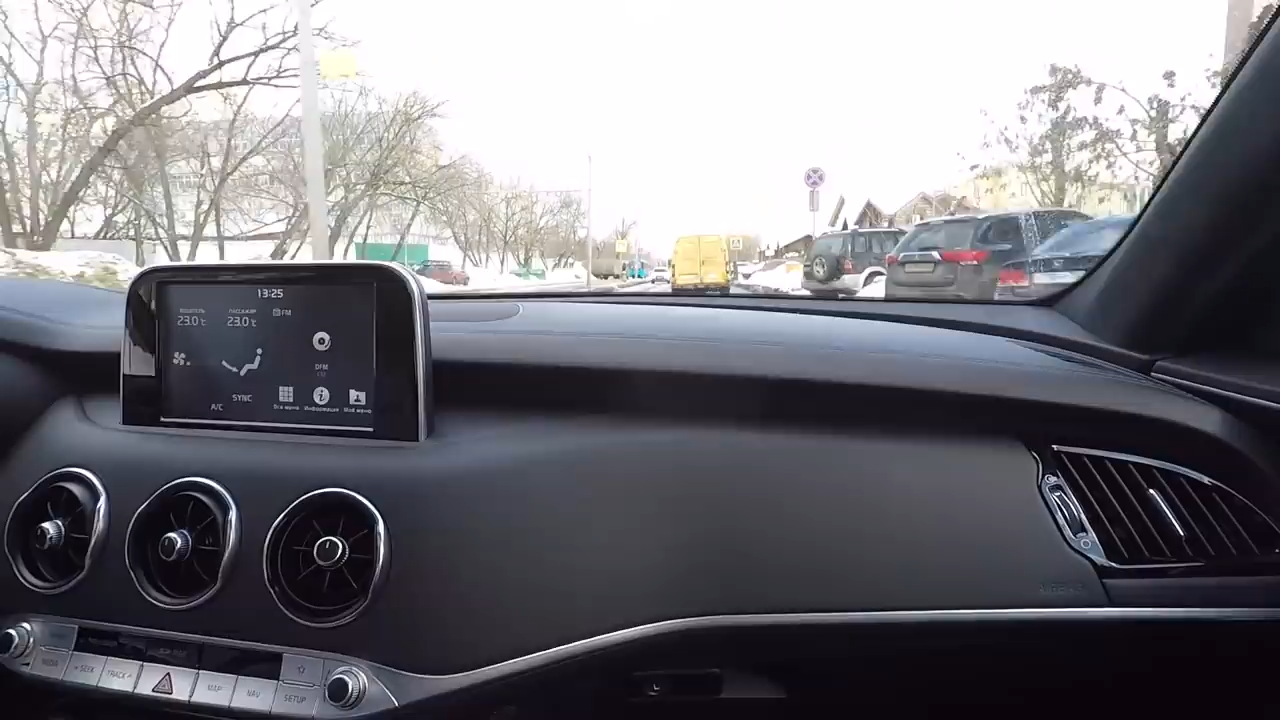 13:25
ВОДИТЕЛЬ ПАССАЖИР FM
23.0℃ 23.0℃
DFM
SYNC
A/C
Все меню Информация Моё меню
AIRBAG
SEEK
TRACK
MAP
NAV
SETUP